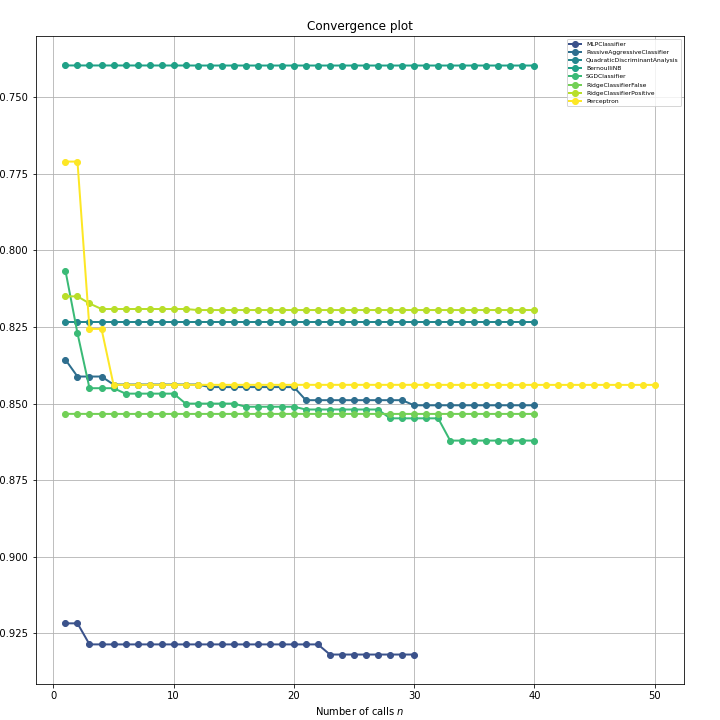 Convergence plot
MLPClassifier
PassiveAggressiveClassifier
QuadraticDiscriminantAnalysis
BernoulliNB
SGDClassifier
RidgeClassifierFalse
RidgeClassifierPositive
Perceptron
0.750
0.775
0.800
0.825
0.850
0.875
0.900
0.925
0 10 20 30 40 50
Number of calls n